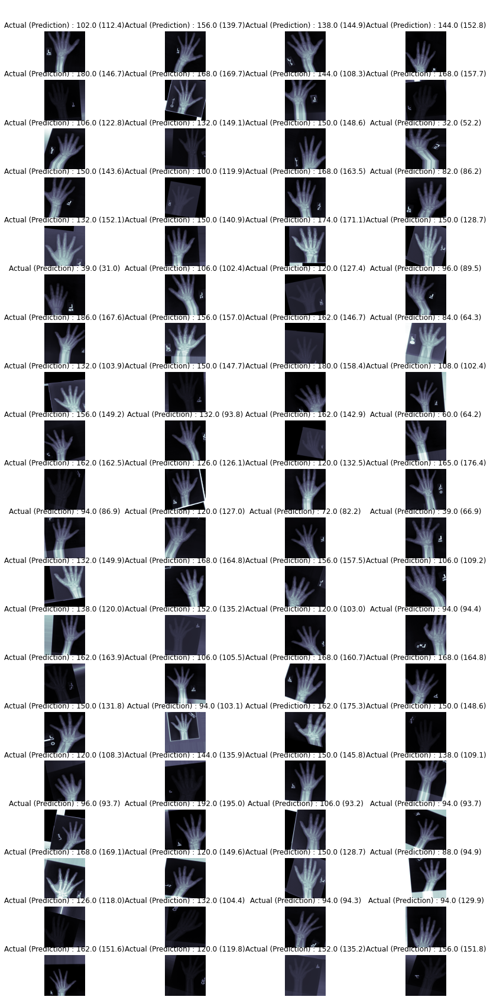 Actual (Prediction) : 102.0 (112.4)Actual (Prediction) : 156.0 (139.7)Actual (Prediction) : 138.0 (144.9)Actual (Prediction) : 144.0 (152.8)
Actual (Prediction) : 180.0 (146.7)Actual (Prediction) : 168.0 (169.7)Actual (Prediction) : 144.0 (108.3)Actual (Prediction) : 168.0 (157.7)
Actual (Prediction) : 106.0 (122.8)Actual (Prediction) : 132.0 (149.1)Actual (Prediction) : 150.0 (148.6) Actual (Prediction) : 32.0 (52.2)
Actual (Prediction) : 150.0 (143.6)Actual (Prediction) : 100.0 (119.9)Actual (Prediction) : 168.0 (163.5) Actual (Prediction) : 82.0 (86.2)
Actual (Prediction) : 132.0 (152.1)Actual (Prediction) : 150.0 (140.9)Actual (Prediction) : 174.0 (171.1)Actual (Prediction) : 150.0 (128.7)
Actual (Prediction) : 39.0 (31.0) Actual (Prediction) : 106.0 (102.4)Actual (Prediction) : 120.0 (127.4) Actual (Prediction) : 96.0 (89.5)
Actual (Prediction) : 186.0 (167.6)Actual (Prediction) : 156.0 (157.0)Actual (Prediction) : 162.0 (146.7) Actual (Prediction) : 84.0 (64.3)
Actual (Prediction) : 132.0 (103.9)Actual (Prediction) : 150.0 (147.7)Actual (Prediction) : 180.0 (158.4)Actual (Prediction) : 108.0 (102.4)
Actual (Prediction) : 156.0 (149.2) Actual (Prediction) : 132.0 (93.8) Actual (Prediction) : 162.0 (142.9) Actual (Prediction) : 60.0 (64.2)
Actual (Prediction) : 162.0 (162.5)Actual (Prediction) : 126.0 (126.1)Actual (Prediction) : 120.0 (132.5)Actual (Prediction) : 165.0 (176.4)
Actual (Prediction) : 94.0 (86.9) Actual (Prediction) : 120.0 (127.0) Actual (Prediction) : 72.0 (82.2) Actual (Prediction) : 39.0 (66.9)
Actual (Prediction) : 132.0 (149.9)Actual (Prediction) : 168.0 (164.8)Actual (Prediction) : 156.0 (157.5)Actual (Prediction) : 106.0 (109.2)
Actual (Prediction) : 138.0 (120.0)Actual (Prediction) : 152.0 (135.2)Actual (Prediction) : 120.0 (103.0) Actual (Prediction) : 94.0 (94.4)
Actual (Prediction) : 162.0 (163.9)Actual (Prediction) : 106.0 (105.5)Actual (Prediction) : 168.0 (160.7)Actual (Prediction) : 168.0 (164.8)
Actual (Prediction) : 150.0 (131.8) Actual (Prediction) : 94.0 (103.1) Actual (Prediction) : 162.0 (175.3)Actual (Prediction) : 150.0 (148.6)
Actual (Prediction) : 120.0 (108.3)Actual (Prediction) : 144.0 (135.9)Actual (Prediction) : 150.0 (145.8)Actual (Prediction) : 138.0 (109.1)
Actual (Prediction) : 96.0 (93.7) Actual (Prediction) : 192.0 (195.0) Actual (Prediction) : 106.0 (93.2) Actual (Prediction) : 94.0 (93.7)
Actual (Prediction) : 168.0 (169.1)Actual (Prediction) : 120.0 (149.6)Actual (Prediction) : 150.0 (128.7) Actual (Prediction) : 88.0 (94.9)
Actual (Prediction) : 126.0 (118.0)Actual (Prediction) : 132.0 (104.4) Actual (Prediction) : 94.0 (94.3) Actual (Prediction) : 94.0 (129.9)
Actual (Prediction) : 162.0 (151.6)Actual (Prediction) : 120.0 (119.8)Actual (Prediction) : 152.0 (135.2)Actual (Prediction) : 156.0 (151.8)